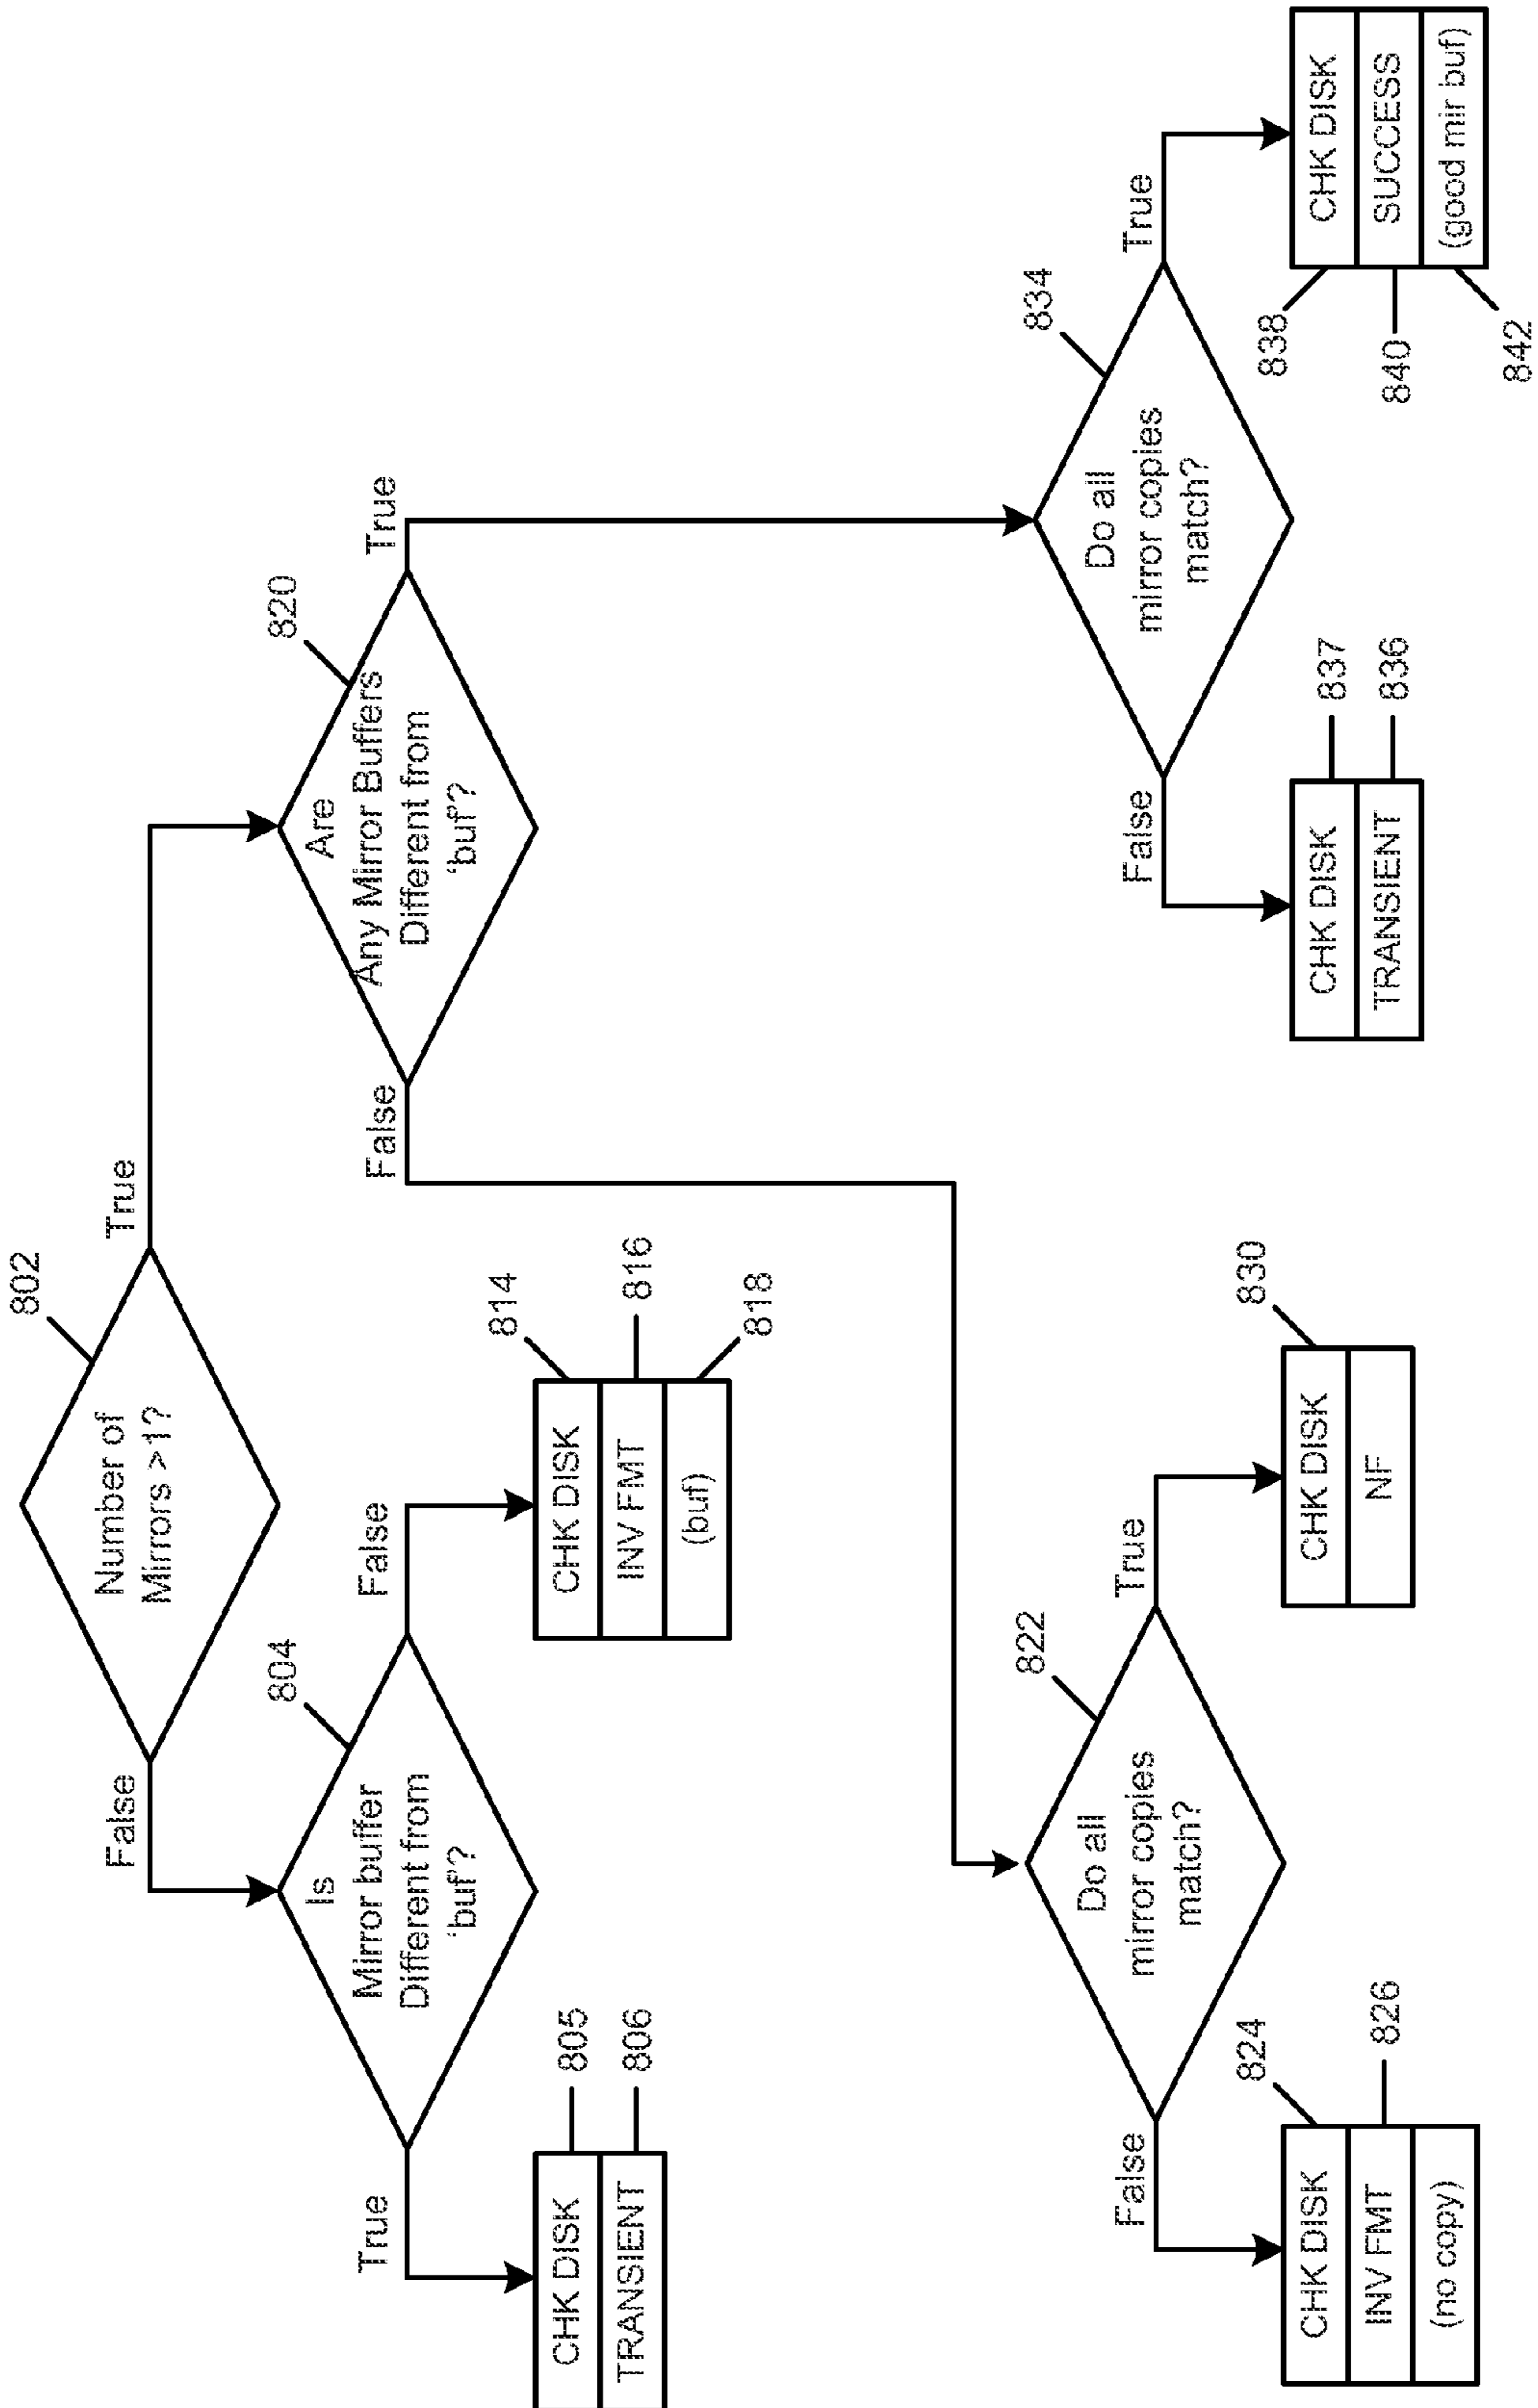 802
Number of
Mirrors >1?
False
True
804
Is
Mirror buffer
Different from
'buf'?
True
False
CHK DISK
TRANSIENT
805
806
CHK DISK
INV FMT
(buf)
814
816
818
820
Are
Any Mirror Buffers
Different from
'buf'?
False
True
822
Do all
mirror copies
match?
False
True
CHK DISK
INV FMT
(no copy)
824
826
CHK DISK
NF
830
834
Do all
mirror copies
match?
False
True
CHK DISK
TRANSIENT
837
836
CHK DISK
SUCCESS
(good mir buf)
838
840
842